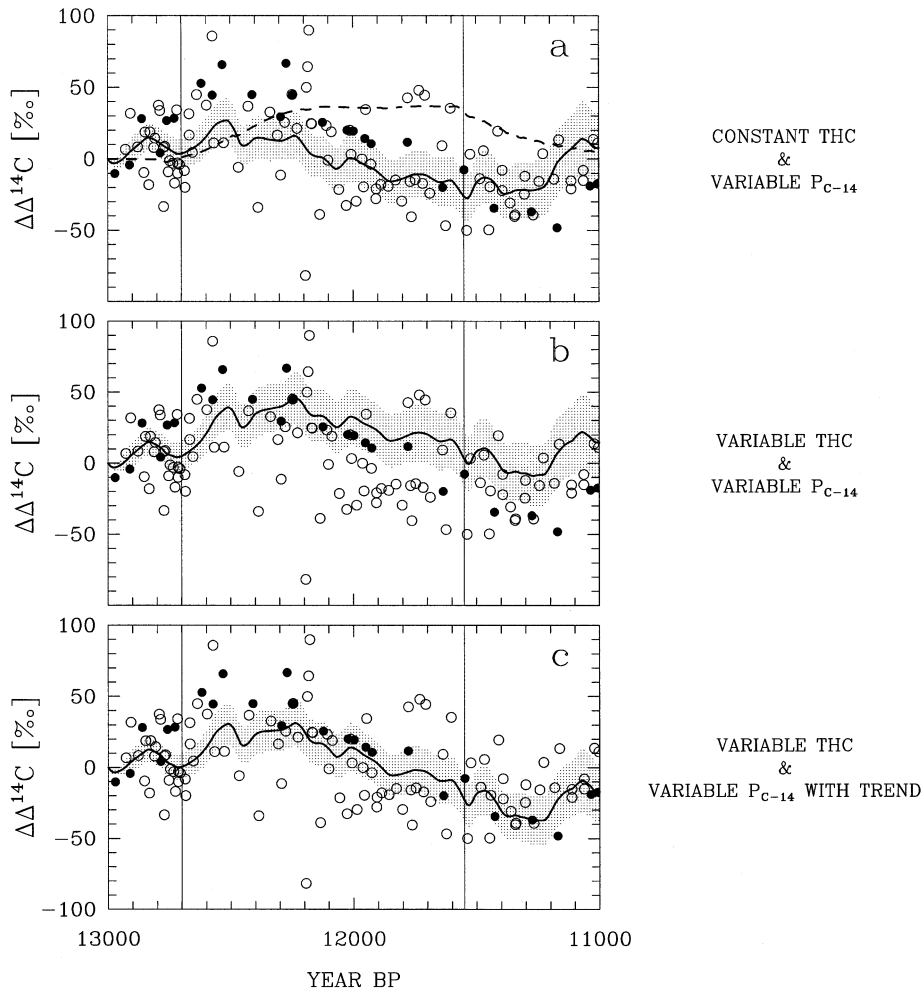 100
50
0
−50
ΔΔ¹⁴C [‰]
a
CONSTANT THC
&
VARIABLE P_C−14
100
50
0
−50
ΔΔ¹⁴C [‰]
b
VARIABLE THC
&
VARIABLE P_C−14
100
50
0
−50
−100
ΔΔ¹⁴C [‰]
c
VARIABLE THC
&
VARIABLE P_C−14 WITH TREND
13000 12000 11000
YEAR BP